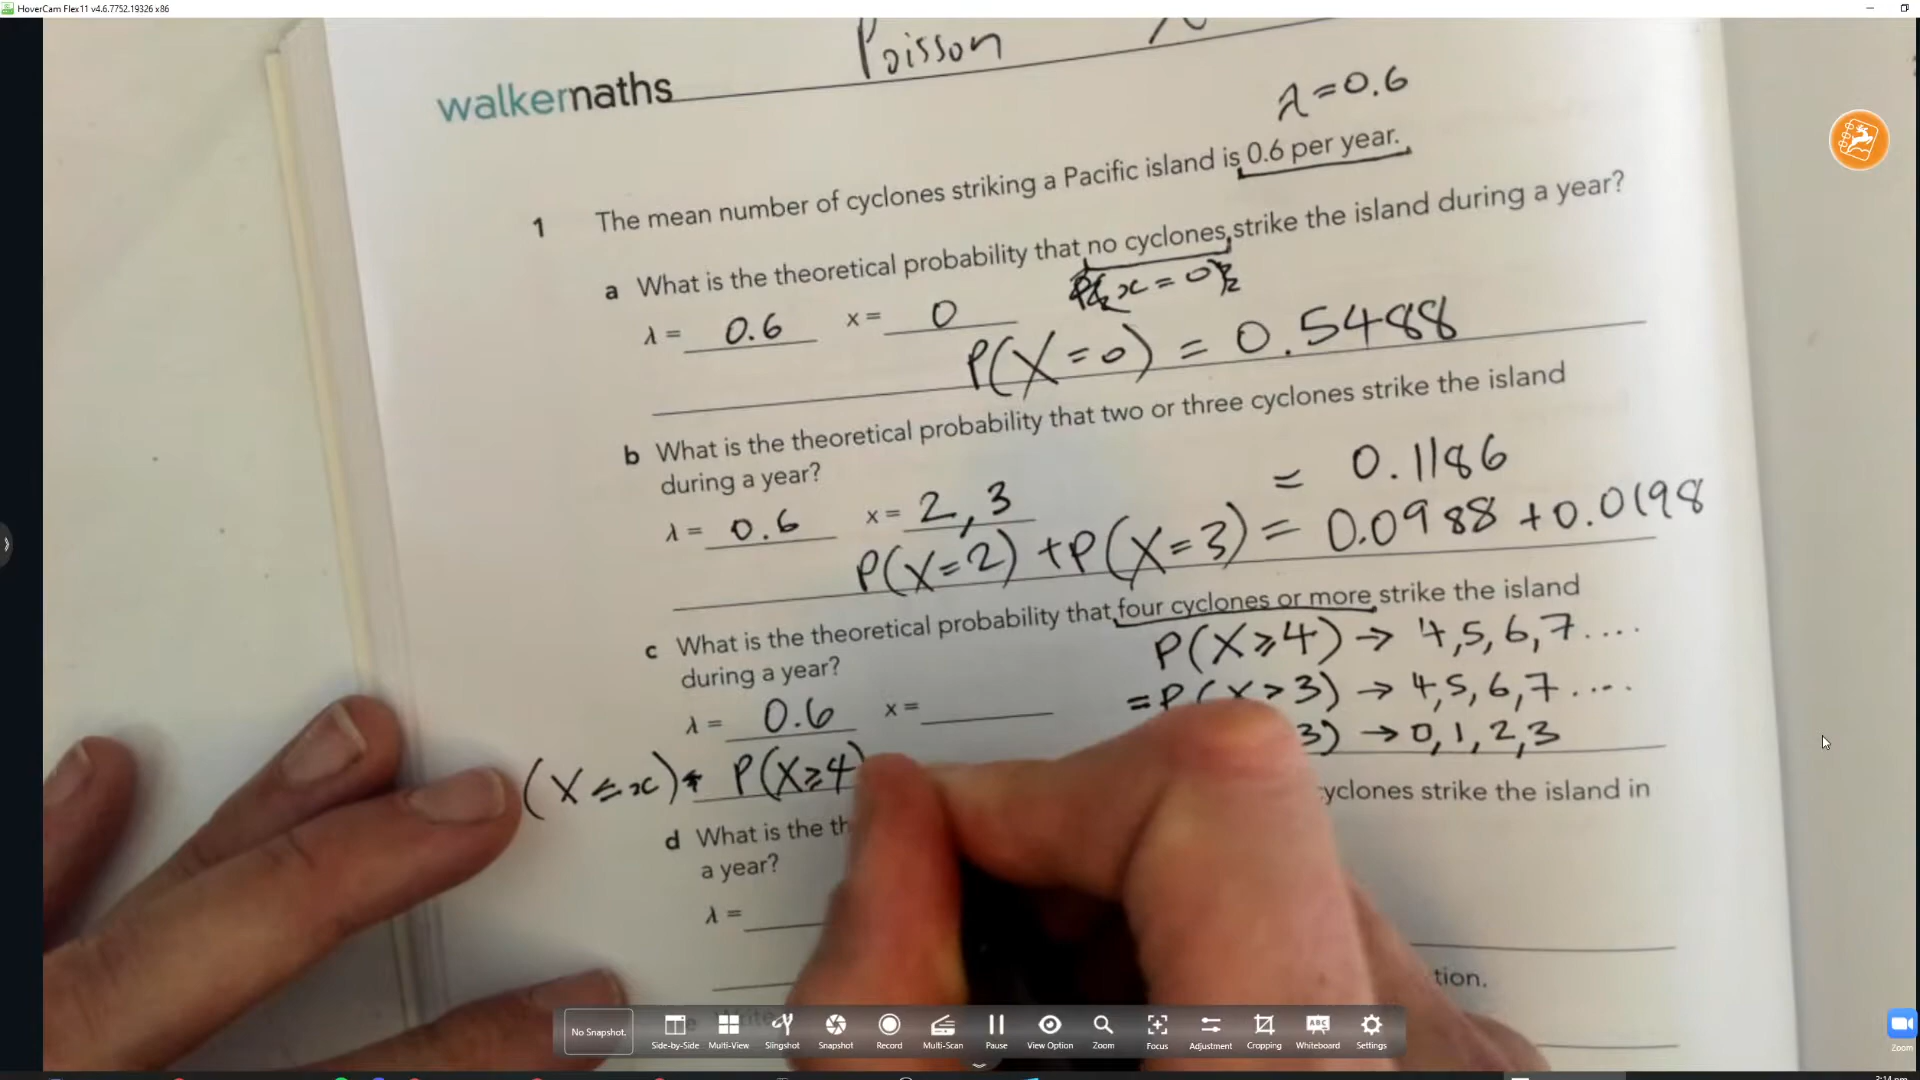 HoverCam Flex11 v4.6.7752.19326 x86
Poisson λ
walkermaths
λ=0.6
1 The mean number of cyclones striking a Pacific island is 0.6 per year.
a What is the theoretical probability that no cyclones strike the island during a year?
x = 0
λ = 0.6 x = 0
P(X=0) = 0.5488
b What is the theoretical probability that two or three cyclones strike the island
during a year?
= 0.1186
λ = 0.6 x = 2, 3
P(X=2) + P(X=3) = 0.0988 + 0.0198
c What is the theoretical probability that four cyclones or more strike the island
during a year?
P(X≥4) → 4,5,6,7....
λ = 0.6 x =
=P(X>3) → 4,5,6,7....
3) → 0,1,2,3
(X≤x) P(X≥4)
d What is the th yclones strike the island in
a year?
λ =
tion.
No Snapshot.
Side-by-Side Multi-View Slingshot Snapshot Record Multi-Scan Pause View Option Zoom Focus Adjustment Cropping ABC Whiteboard Settings
Zoom